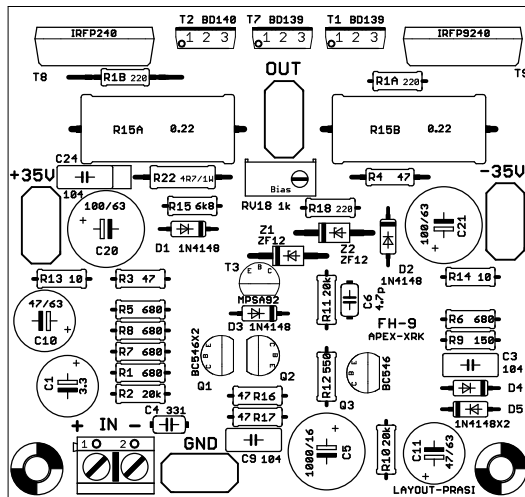 T2 BD140 T7 BD139 T1 BD139
IRFP240
1 2 3
1 2 3
1 2 3
IRFP9240
T8
R1B 220
OUT
R1A 220
T9
R15A 0.22
R15B 0.22
C24
104
R22 4R7/1W
Bias
RV18 1k
R4 47
+35V
-35V
100/63
C20
R15 6k8
D1 1N4148
R18 220
Z1
ZF12
Z2
ZF12
D2
1N4148
100/63
C21
R13 10
R3 47
T3
MPSA92
D3 1N4148
R11 20k
C6
4.7p
R14 10
47/63
C10
R5 680
R8 680
R7 680
R1 680
R2 20k
BC546X2
C
B
E
C
B
E
Q1
Q2
FH-9
APEX-XRK
R6 680
R9 150
C3
104
C1
3.3
R12 550
C
B
E
BC546
Q3
D4
D5
1N4148X2
+ IN -
1 2
C4 331
47 R16
47 R17
C9 104
GND
1000/16
C5
R10 20k
C11
47/63
LAYOUT-PRASI